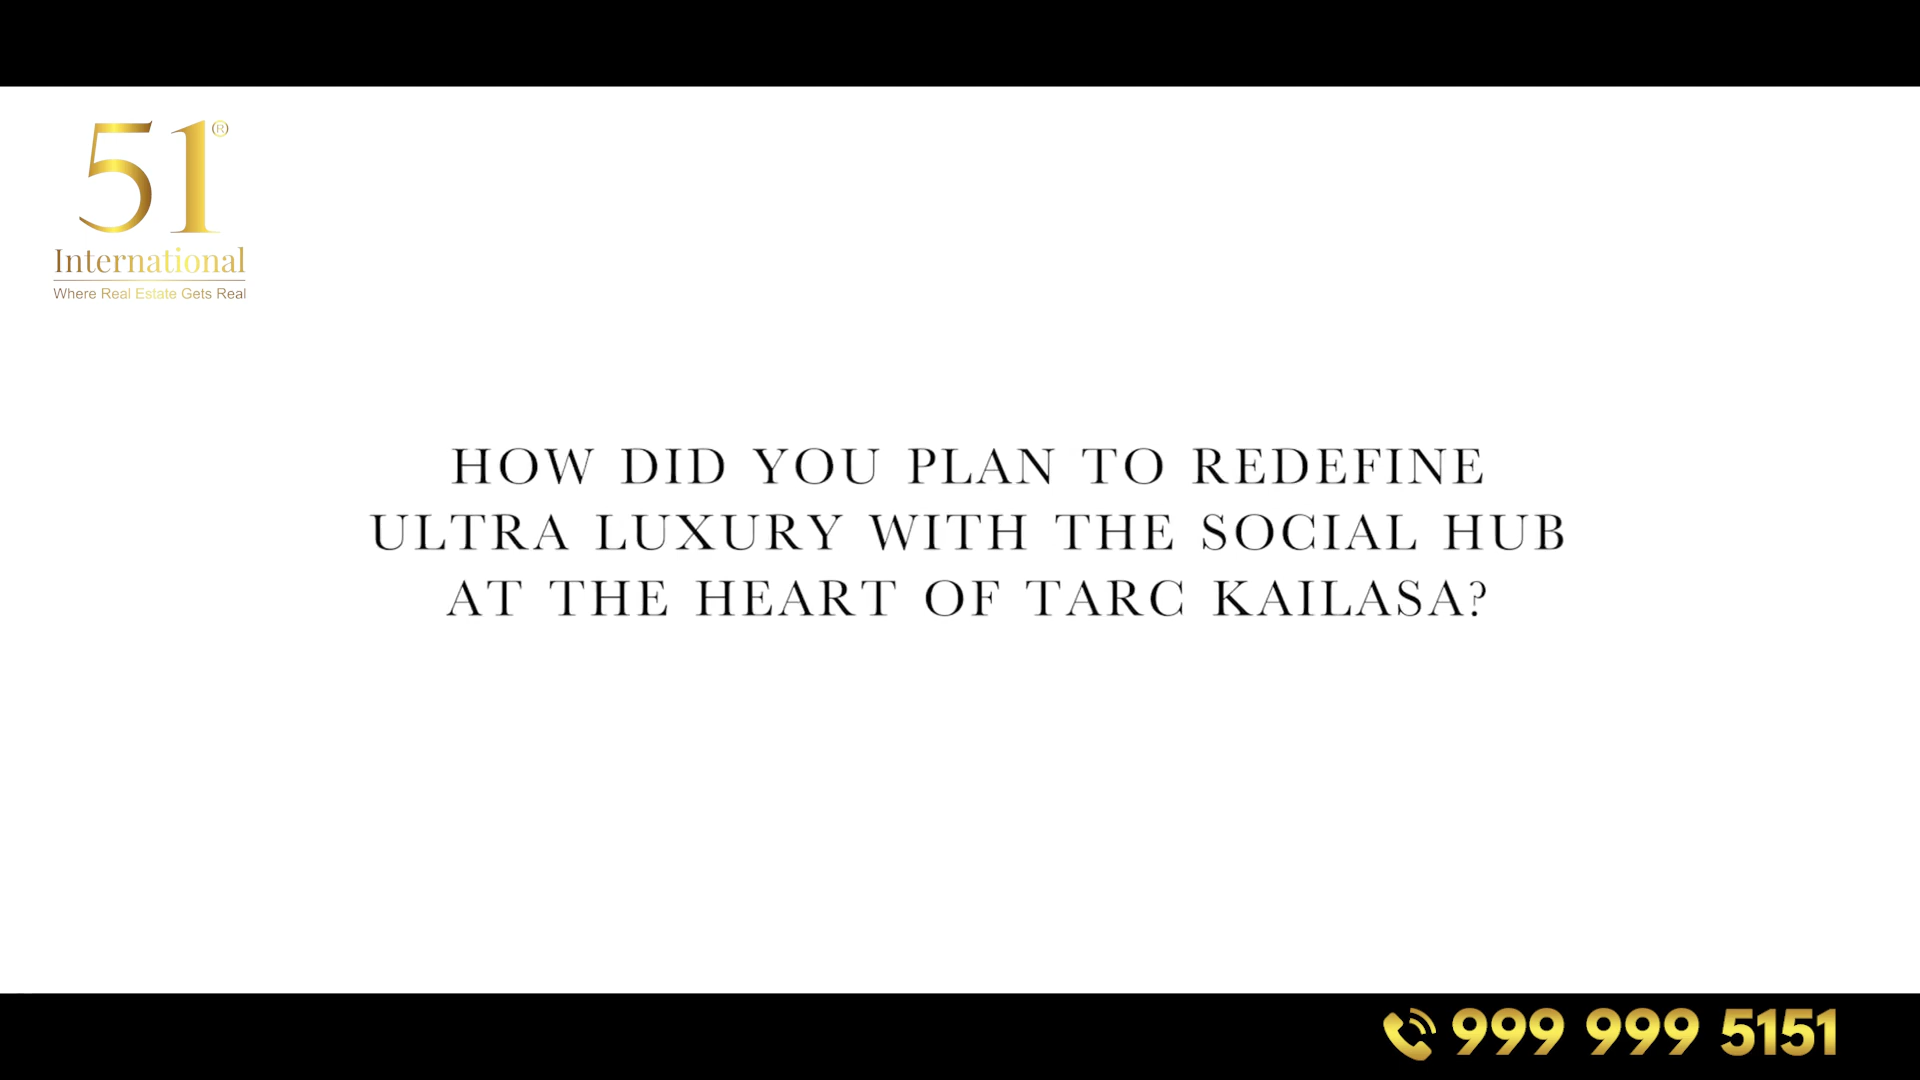 51®
International
Where Real Estate Gets Real
HOW DID YOU PLAN TO REDEFINE
ULTRA LUXURY WITH THE SOCIAL HUB
AT THE HEART OF TARC KAILASA?
999 999 5151